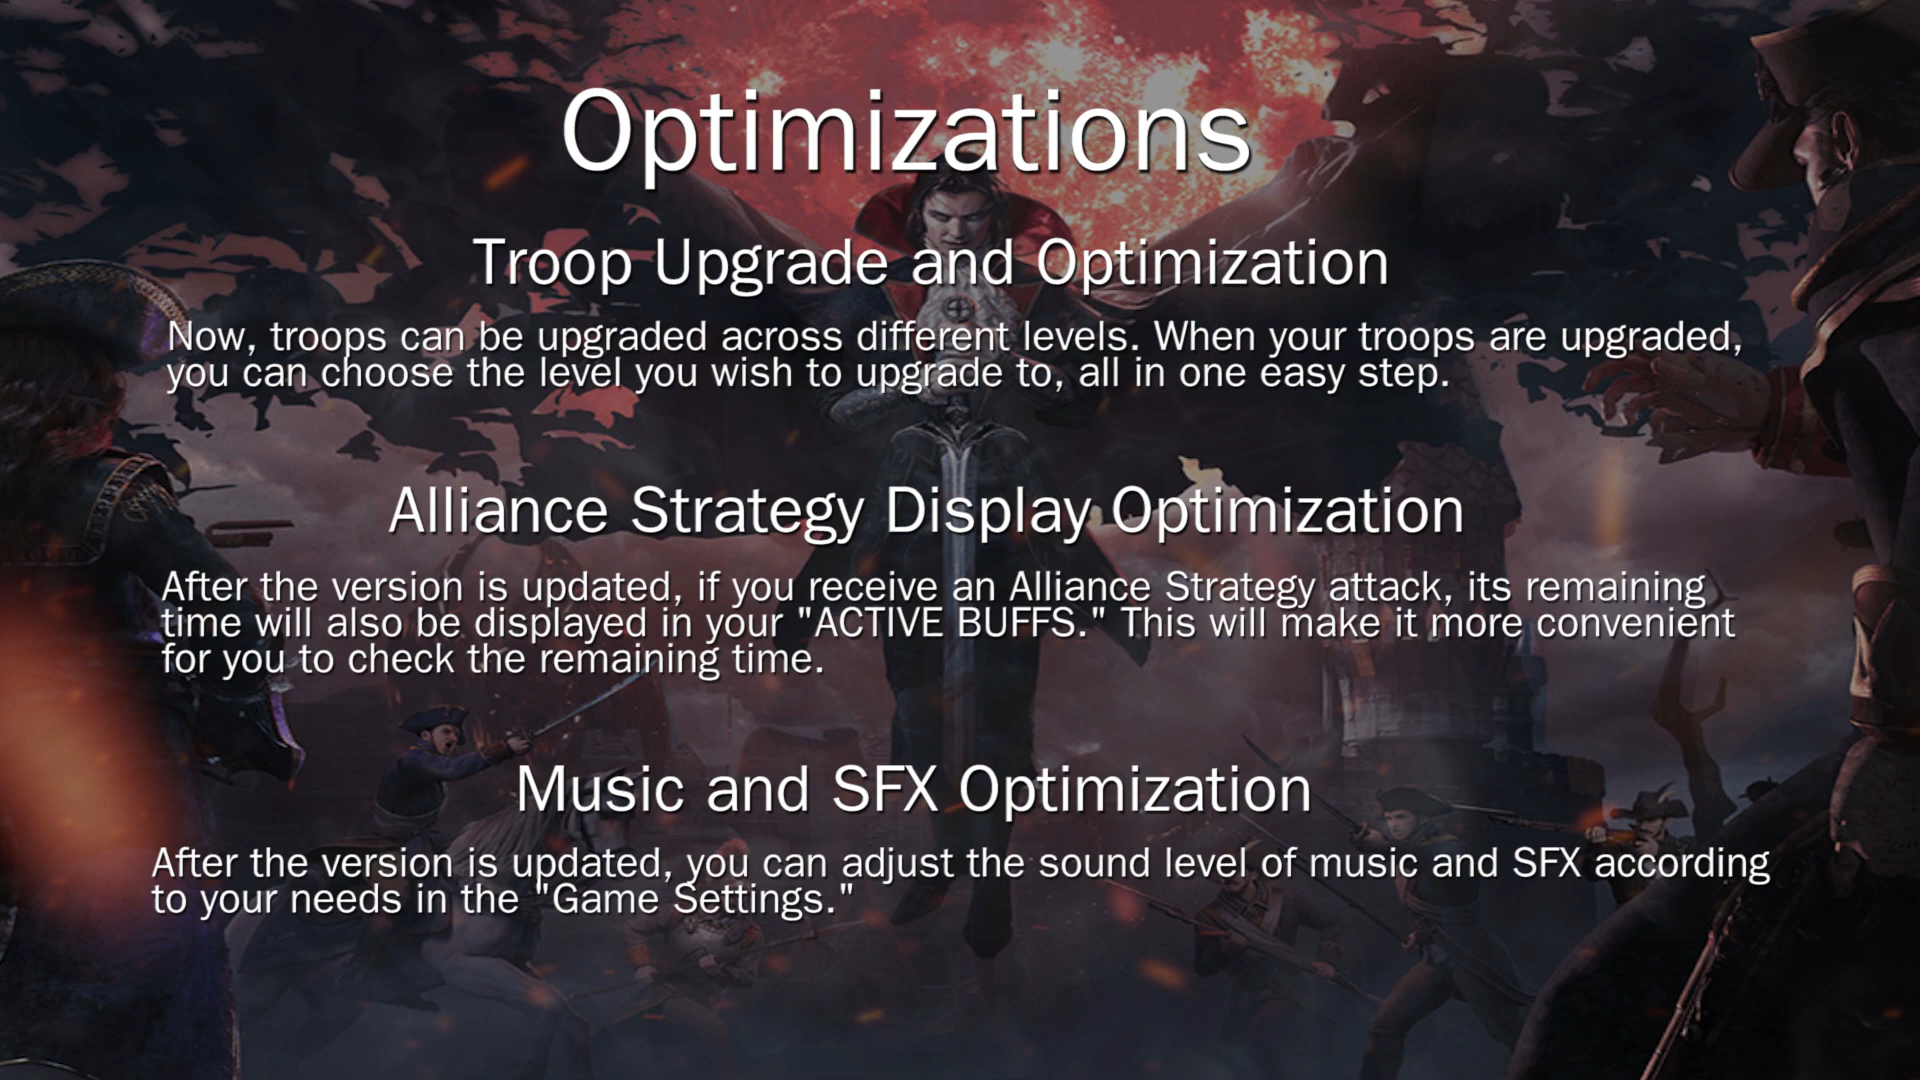 Optimizations
Troop Upgrade and Optimization
Now, troops can be upgraded across different levels. When your troops are upgraded,
you can choose the level you wish to upgrade to, all in one easy step.
Alliance Strategy Display Optimization
After the version is updated, if you receive an Alliance Strategy attack, its remaining
time will also be displayed in your "ACTIVE BUFFS." This will make it more convenient
for you to check the remaining time.
Music and SFX Optimization
After the version is updated, you can adjust the sound level of music and SFX according
to your needs in the "Game Settings."